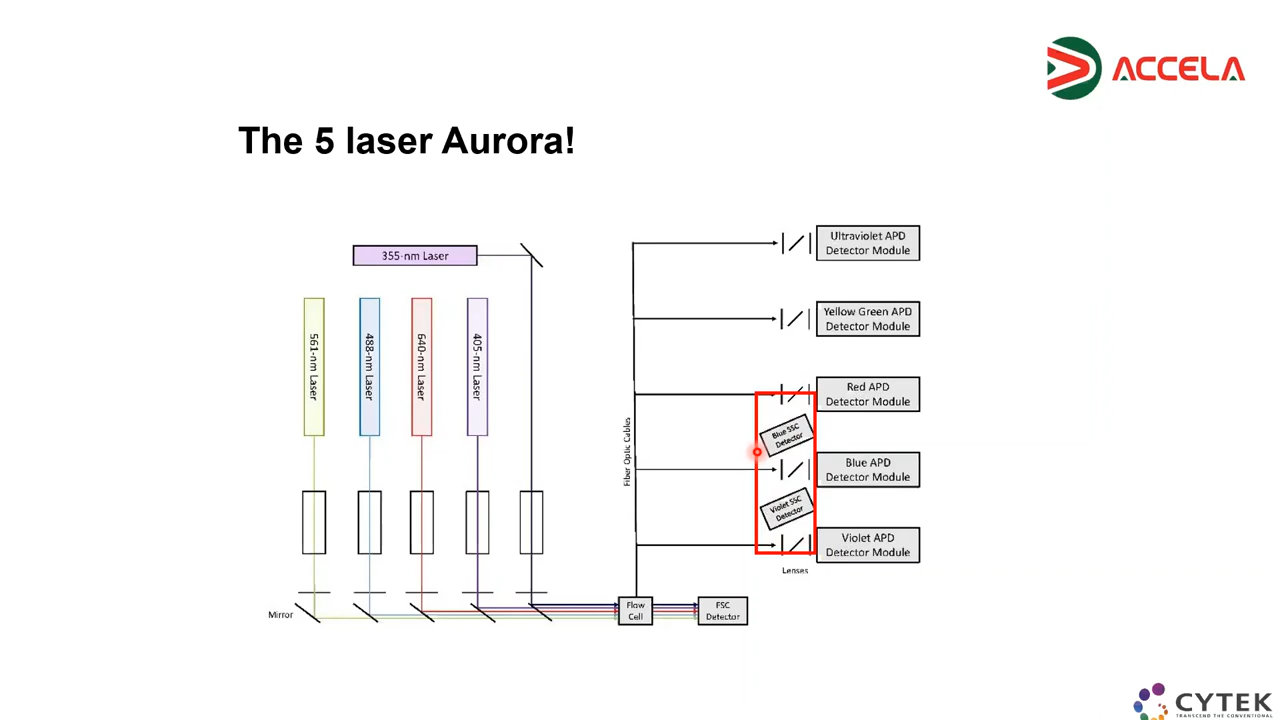 ACCELA
The 5 laser Aurora!
355-nm Laser
561-nm Laser
488-nm Laser
640-nm Laser
405-nm Laser
Mirror
Fiber Optic Cables
Flow
Cell
FSC
Detector
Ultraviolet APD
Detector Module
Yellow Green APD
Detector Module
Red APD
Detector Module
Blue SSC
Detector
Blue APD
Detector Module
Violet SSC
Detector
Violet APD
Detector Module
Lenses
CYTEK
TRANSCEND THE CONVENTIONAL